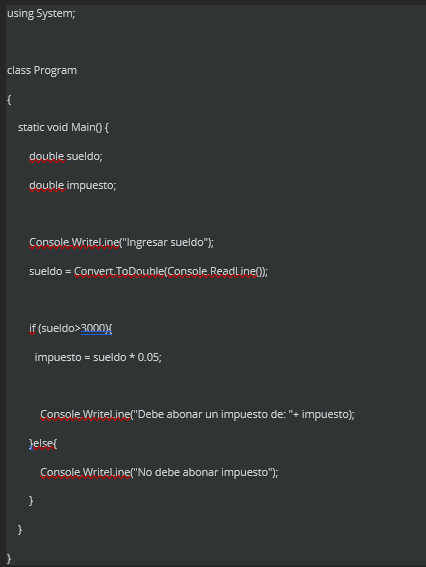 using System;
class Program
{
static void Main() {
double sueldo;
double impuesto;
Console.WriteLine("Ingresar sueldo");
sueldo = Convert.ToDouble(Console.ReadLine());
if (sueldo>3000){
impuesto = sueldo * 0.05;
Console.WriteLine("Debe abonar un impuesto de: "+ impuesto);
}else{
Console.WriteLine("No debe abonar impuesto");
}
}
}